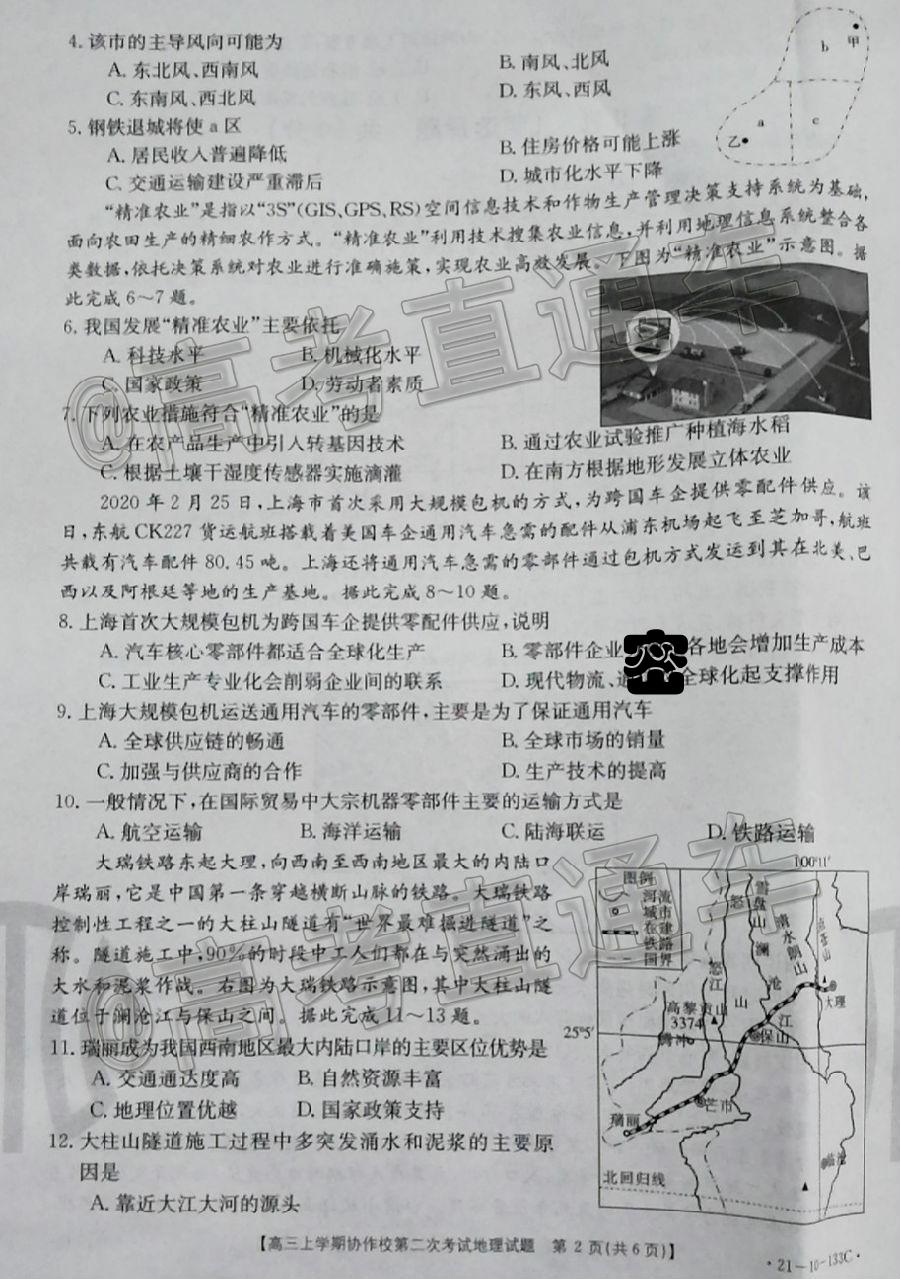 4. 该市的主导风向可能为
A. 东北风、西南风
B. 南风、北风
C. 东南风、西北风
D. 东风、西风
甲
b
a
c
乙
5. 钢铁退城将使 a 区
A. 居民收入普遍降低
B. 住房价格可能上涨
C. 交通运输建设严重滞后
D. 城市化水平下降
“精准农业”是指以“3S”(GIS、GPS、RS)空间信息技术和作物生产管理决策支持系统为基础,
面向农田生产的精细农作方式。“精准农业”利用技术搜集农业信息,并利用地理信息系统整合各
类数据,依托决策系统对农业进行准确施策,实现农业高效发展。下图为“精准农业”示意图。据
此完成6～7题。
6. 我国发展“精准农业”主要依托
A. 科技水平
B. 机械化水平
C. 国家政策
D. 劳动者素质
7. 下列农业措施符合“精准农业”的是
A. 在农产品生产中引入转基因技术
B. 通过农业试验推广种植海水稻
C. 根据土壤干湿度传感器实施滴灌
D. 在南方根据地形发展立体农业
2020年2月25日,上海市首次采用大规模包机的方式,为跨国车企提供零配件供应。该
日,东航CK227货运航班搭载着美国车企通用汽车急需的配件从浦东机场起飞至芝加哥,航班
共载有汽车配件80.45吨。上海还将通用汽车急需的零部件通过包机方式发运到其在北美、巴
西以及阿根廷等地的生产基地。据此完成8～10题。
8. 上海首次大规模包机为跨国车企提供零配件供应,说明
A. 汽车核心零部件都适合全球化生产
B. 零部件企业 各地会增加生产成本
C. 工业生产专业化会削弱企业间的联系
D. 现代物流、 全球化起支撑作用
9. 上海大规模包机运送通用汽车的零部件,主要是为了保证通用汽车
A. 全球供应链的畅通
B. 全球市场的销量
C. 加强与供应商的合作
D. 生产技术的提高
10. 一般情况下,在国际贸易中大宗机器零部件主要的运输方式是
A. 航空运输
B. 海洋运输
C. 陆海联运
D. 铁路运输
大瑞铁路东起大理,向西南至西南地区最大的内陆口
岸瑞丽,它是中国第一条穿越横断山脉的铁路。大瑞铁路
控制性工程之一的大柱山隧道有“世界最难掘进隧道”之
称。隧道施工中,90%的时段中工人们都在与突然涌出的
大水和泥浆作战。右图为大瑞铁路示意图,其中大柱山隧
道位于澜沧江与保山之间。据此完成11～13题。
11. 瑞丽成为我国西南地区最大内陆口岸的主要区位优势是
A. 交通通达度高
B. 自然资源丰富
C. 地理位置优越
D. 国家政策支持
12. 大柱山隧道施工过程中多突发涌水和泥浆的主要原
因是
A. 靠近大江大河的源头
100°11′
图例
河流
城市
在建
铁路
国界
怒山
雪盘山
清水朗山
点苍山
澜沧江
怒江
山
高黎贡山
3374
腾冲
25°5′
大理
保山
芒市
瑞丽
临沧
北回归线
【高三上学期协作校第二次考试地理试题 第2页(共6页)】
·21－10－133C·
@高考直通车
@高考直通车